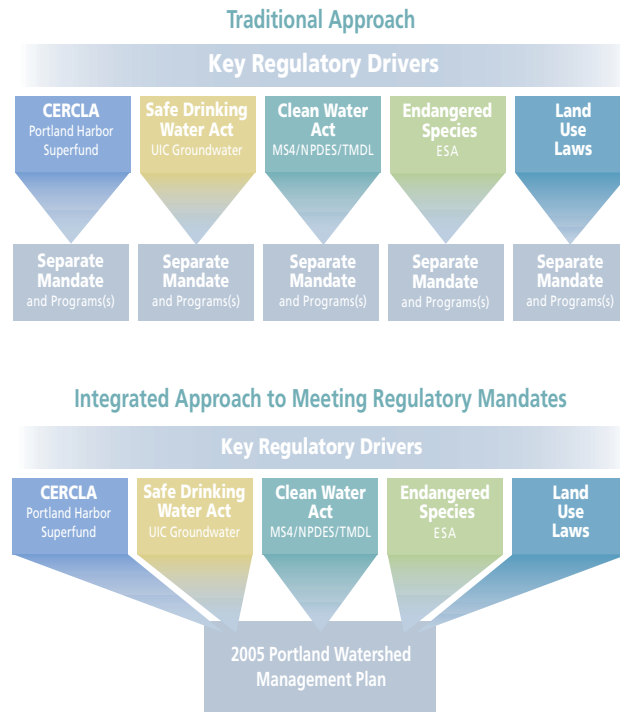 Traditional Approach
Key Regulatory Drivers
CERCLA
Portland Harbor
Superfund
Safe Drinking
Water Act
UIC Groundwater
Clean Water
Act
MS4/NPDES/TMDL
Endangered
Species
ESA
Land
Use
Laws
Separate
Mandate
and Programs(s)
Separate
Mandate
and Programs(s)
Separate
Mandate
and Programs(s)
Separate
Mandate
and Programs(s)
Separate
Mandate
and Programs(s)
Integrated Approach to Meeting Regulatory Mandates
Key Regulatory Drivers
CERCLA
Portland Harbor
Superfund
Safe Drinking
Water Act
UIC Groundwater
Clean Water
Act
MS4/NPDES/TMDL
Endangered
Species
ESA
Land
Use
Laws
2005 Portland Watershed
Management Plan